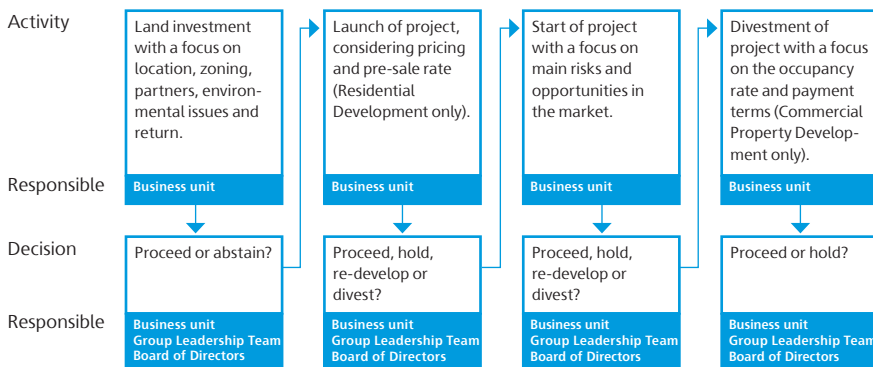 Activity
Land investment
with a focus on
location, zoning,
partners, environ-
mental issues and
return.
Launch of project,
considering pricing
and pre-sale rate
(Residential
Development only).
Start of project
with a focus on
main risks and
opportunities in
the market.
Divestment of
project with a focus
on the occupancy
rate and payment
terms (Commercial
Property Develop-
ment only).
Responsible
Business unit
Business unit
Business unit
Business unit
Decision
Proceed or abstain?
Proceed, hold,
re-develop or
divest?
Proceed, hold,
re-develop or
divest?
Proceed or hold?
Responsible
Business unit
Group Leadership Team
Board of Directors
Business unit
Group Leadership Team
Board of Directors
Business unit
Group Leadership Team
Board of Directors
Business unit
Group Leadership Team
Board of Directors